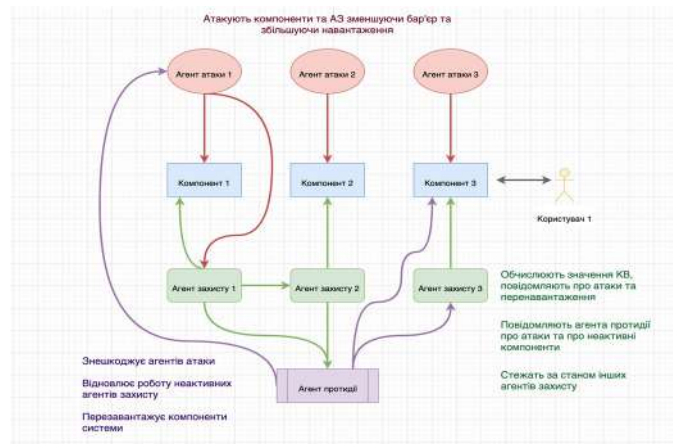 Атакують компоненти та АЗ зменшуючи бар'єр та
збільшуючи навантаження
Агент атаки 1
Агент атаки 2
Агент атаки 3
Компонент 1
Компонент 2
Компонент 3
Користувач 1
Агент захисту 1
Агент захисту 2
Агент захисту 3
Обчислюють значення КВ,
повідомляють про атаки та
перенавантаження
Повідомляють агента протидії
про атаки та про неактивні
компоненти
Стежать за станом інших
агентів захисту
Знешкоджує агентів атаки
Відновлює роботу неактивних
агентів захисту
Перезавантажує компоненти
системи
Агент протидії